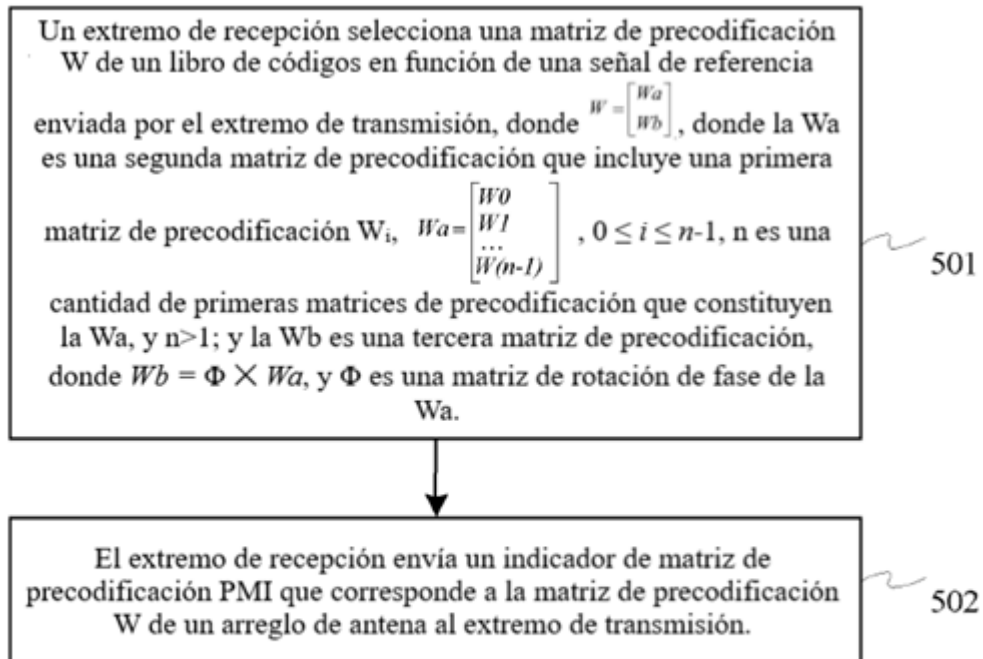 Un extremo de recepción selecciona una matriz de precodificación
W de un libro de códigos en función de una señal de referencia
enviada por el extremo de transmisión, donde W = [Wa Wb], donde la Wa
es una segunda matriz de precodificación que incluye una primera
matriz de precodificación Wᵢ, Wa = [W0 W1 ... W(n-1)], 0 ≤ i ≤ n-1, n es una
cantidad de primeras matrices de precodificación que constituyen
la Wa, y n>1; y la Wb es una tercera matriz de precodificación,
donde Wb = Φ × Wa, y Φ es una matriz de rotación de fase de la
Wa.
501
El extremo de recepción envía un indicador de matriz de
precodificación PMI que corresponde a la matriz de precodificación
W de un arreglo de antena al extremo de transmisión.
502